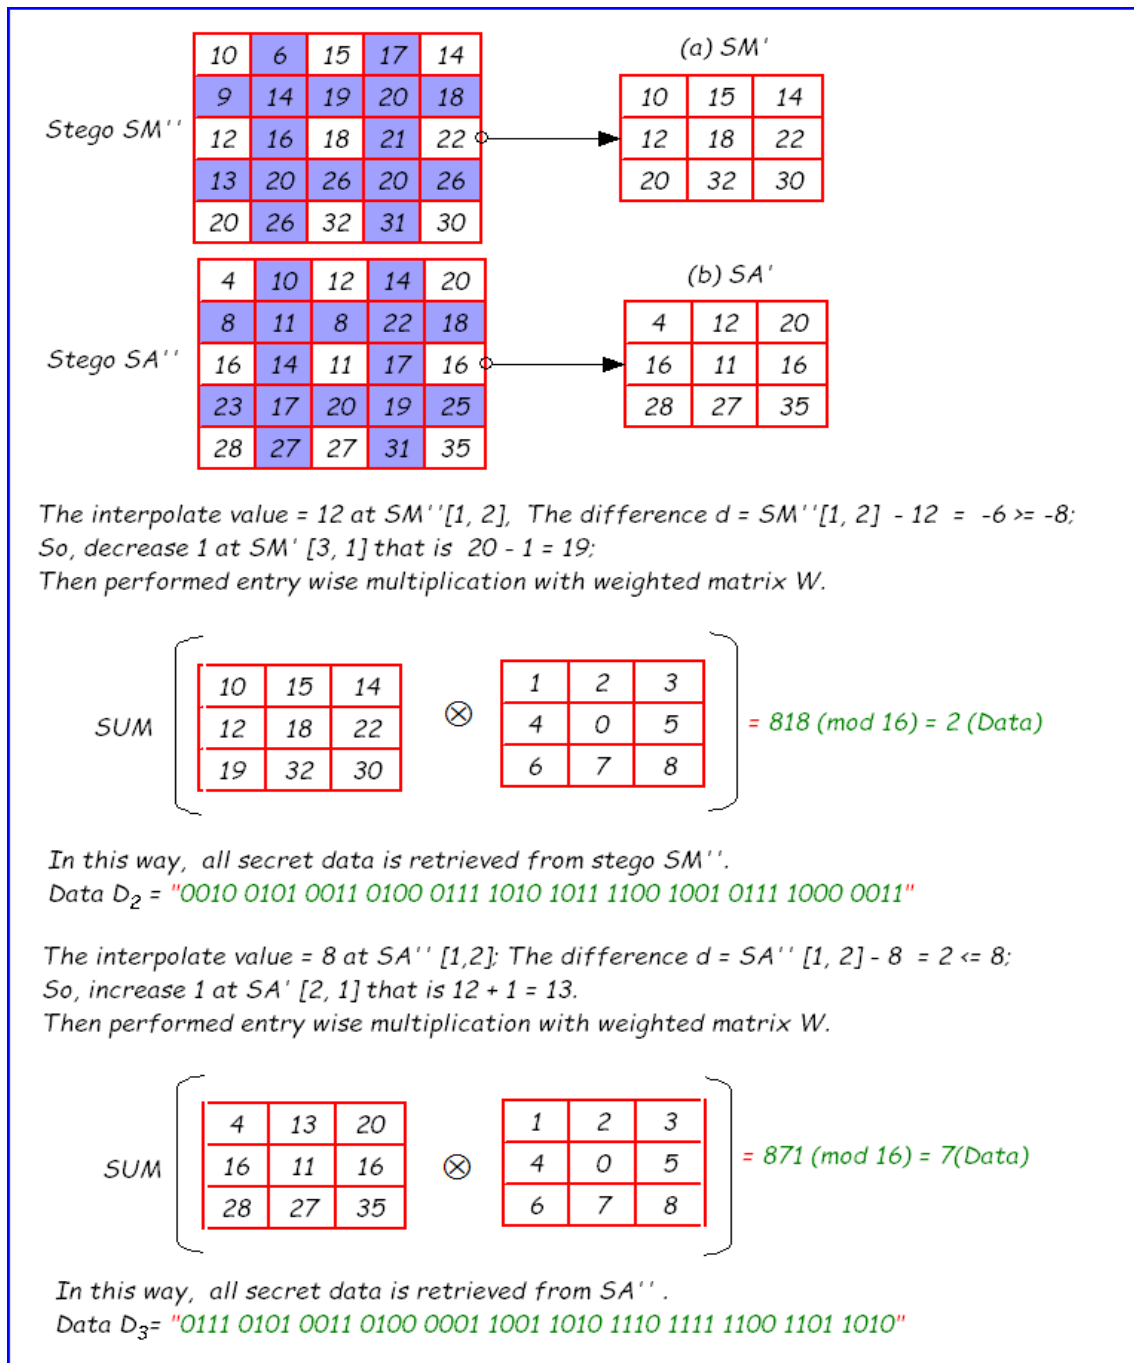 (a) SM'
10 6 15 17 14
9 14 19 20 18
Stego SM''
12 16 18 21 22
13 20 26 20 26
20 26 32 31 30
10 15 14
12 18 22
20 32 30
(b) SA'
4 10 12 14 20
8 11 8 22 18
Stego SA''
16 14 11 17 16
23 17 20 19 25
28 27 27 31 35
4 12 20
16 11 16
28 27 35
The interpolate value = 12 at SM''[1, 2], The difference d = SM''[1, 2] - 12 = -6 >= -8;
So, decrease 1 at SM' [3, 1] that is 20 - 1 = 19;
Then performed entry wise multiplication with weighted matrix W.
SUM
10 15 14
12 18 22
19 32 30
⊗
1 2 3
4 0 5
6 7 8
= 818 (mod 16) = 2 (Data)
In this way, all secret data is retrieved from stego SM''.
Data D2 = "0010 0101 0011 0100 0111 1010 1011 1100 1001 0111 1000 0011"
The interpolate value = 8 at SA'' [1,2]; The difference d = SA'' [1, 2] - 8 = 2 <= 8;
So, increase 1 at SA' [2, 1] that is 12 + 1 = 13.
Then performed entry wise multiplication with weighted matrix W.
SUM
4 13 20
16 11 16
28 27 35
⊗
1 2 3
4 0 5
6 7 8
= 871 (mod 16) = 7(Data)
In this way, all secret data is retrieved from SA'' .
Data D3= "0111 0101 0011 0100 0001 1001 1010 1110 1111 1100 1101 1010"